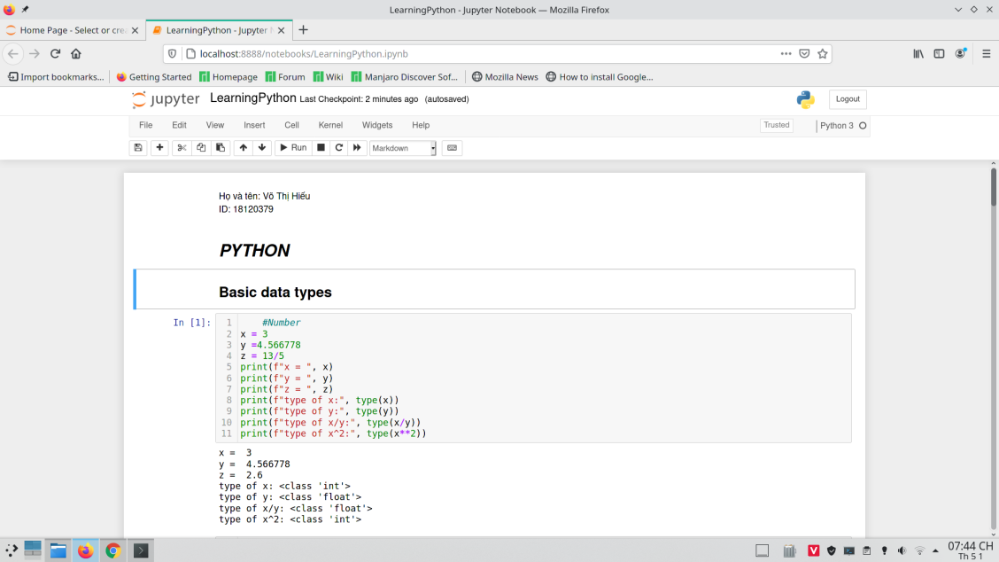 LearningPython - Jupyter Notebook — Mozilla Firefox
Home Page - Select or cre
LearningPython - Jupyter N
localhost:8888/notebooks/LearningPython.ipynb
Import bookmarks... Getting Started Homepage Forum Wiki Manjaro Discover Sof... Mozilla News How to install Google...
jupyter LearningPython Last Checkpoint: 2 minutes ago (autosaved) Logout
File Edit View Insert Cell Kernel Widgets Help Trusted Python 3
Run Markdown
Họ và tên: Võ Thị Hiếu
ID: 18120379
PYTHON
Basic data types
In [1]:
1 #Number
2 x = 3
3 y =4.566778
4 z = 13/5
5 print(f"x = ", x)
6 print(f"y = ", y)
7 print(f"z = ", z)
8 print(f"type of x:", type(x))
9 print(f"type of y:", type(y))
10 print(f"type of x/y:", type(x/y))
11 print(f"type of x^2:", type(x**2))
x =  3
y =  4.566778
z =  2.6
type of x: <class 'int'>
type of y: <class 'float'>
type of x/y: <class 'float'>
type of x^2: <class 'int'>
V
07:44 CH
Th 5 1